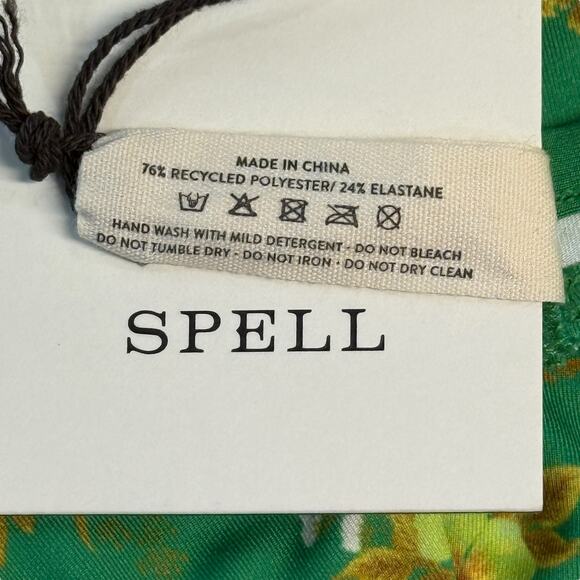 MADE IN CHINA
76% RECYCLED POLYESTER/ 24% ELASTANE
HAND WASH WITH MILD DETERGENT - DO NOT BLEACH
DO NOT TUMBLE DRY - DO NOT IRON - DO NOT DRY CLEAN
SPELL